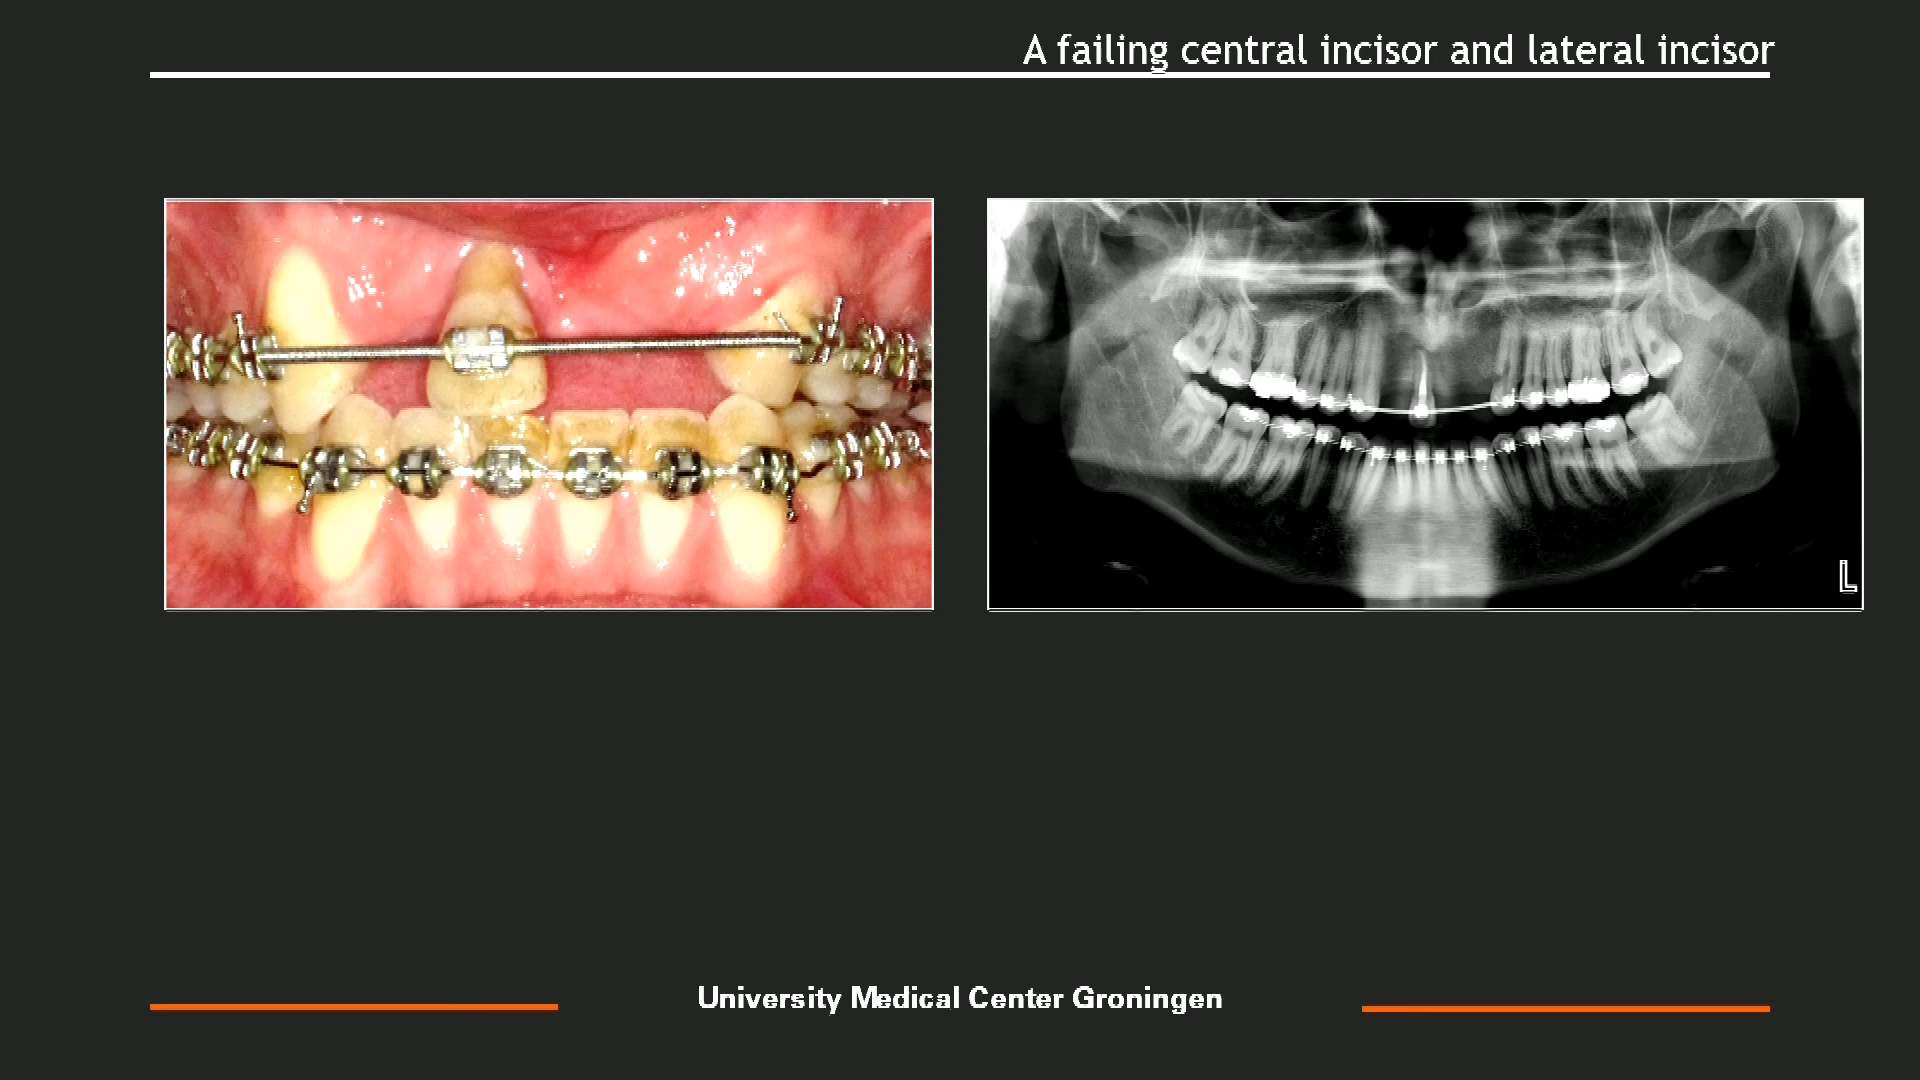 A failing central incisor and lateral incisor
L
University Medical Center Groningen